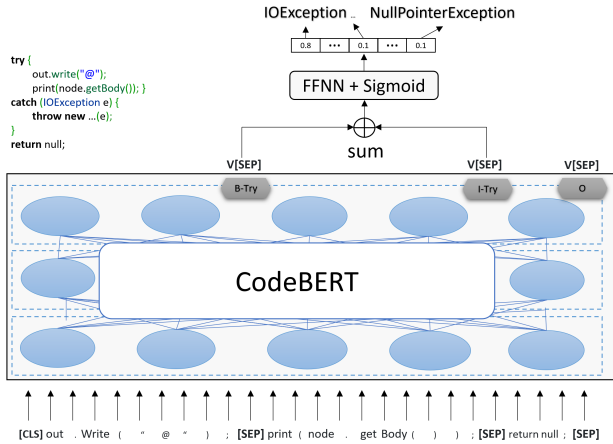 IOException .. NullPointerException
0.8 ••• 0.1 ••• 0.1
FFNN + Sigmoid
sum
try {
out.write("@");
print(node.getBody()); }
catch (IOException e) {
throw new ...(e);
}
return null;
V[SEP] V[SEP] V[SEP]
B-Try I-Try O
CodeBERT
[CLS] out . Write ( “ @ “ ) ; [SEP] print ( node . get Body ( ) ) ; [SEP] return null ; [SEP]